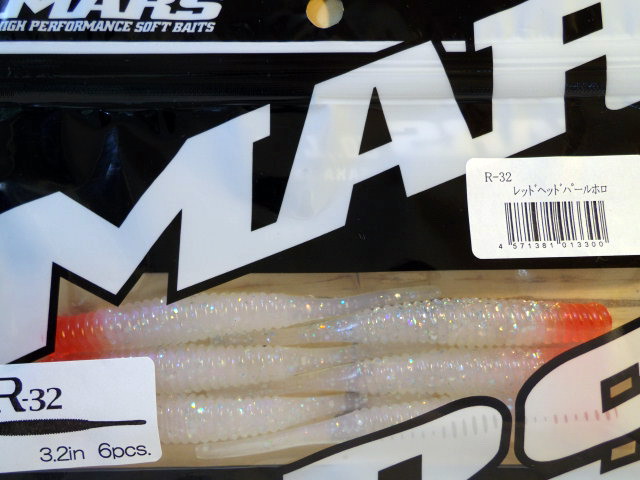 MARS
HIGH PERFORMANCE SOFT BAITS
MAR
R-32
レッドヘッドパールホロ
4 571381 013300
R-32
3.2in 6pcs.